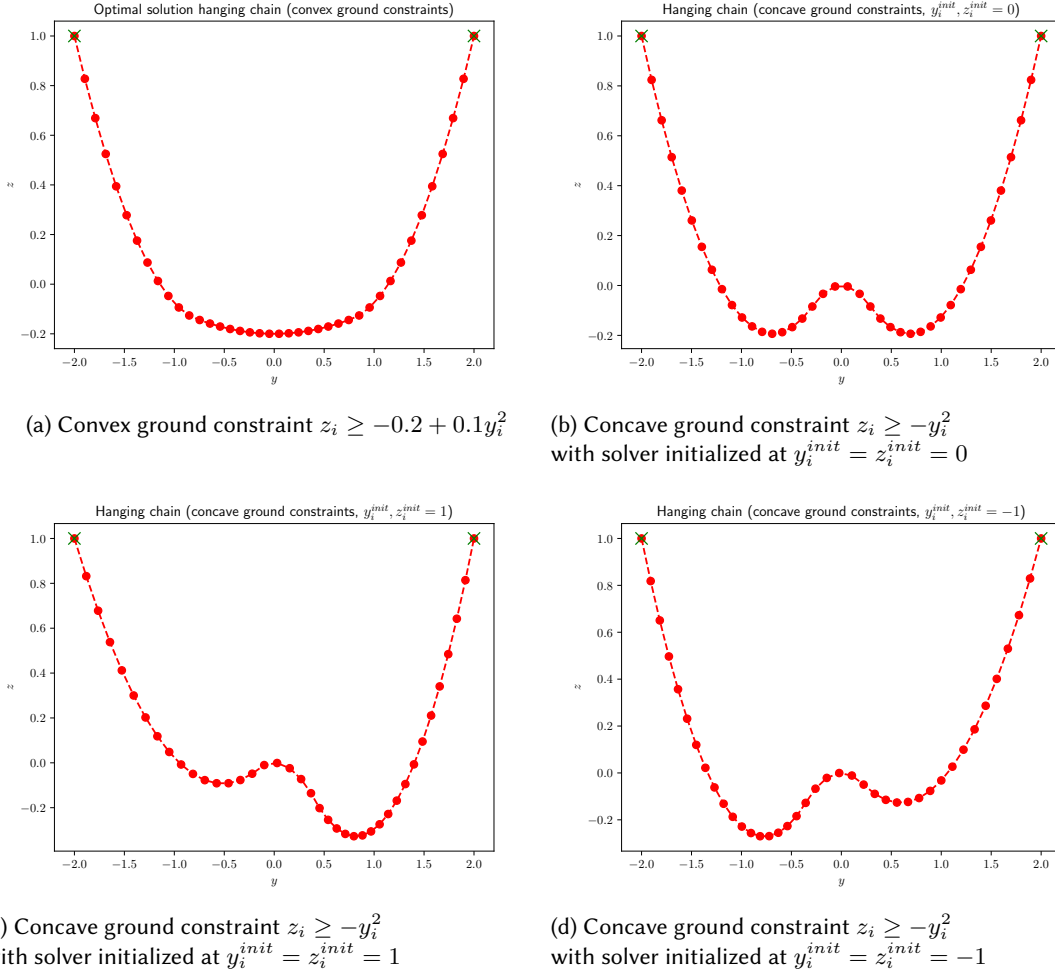 Optimal solution hanging chain (convex ground constraints)
1.0
0.8
0.6
0.4
0.2
0.0
−0.2
z
−2.0 −1.5 −1.0 −0.5 0.0 0.5 1.0 1.5 2.0
y
(a) Convex ground constraint $z_i \geq -0.2 + 0.1y_i^2$
Hanging chain (concave ground constraints, $y_i^{init}, z_i^{init} = 0$)
1.0
0.8
0.6
0.4
0.2
0.0
−0.2
z
−2.0 −1.5 −1.0 −0.5 0.0 0.5 1.0 1.5 2.0
y
(b) Concave ground constraint $z_i \geq -y_i^2$
with solver initialized at $y_i^{init} = z_i^{init} = 0$
Hanging chain (concave ground constraints, $y_i^{init}, z_i^{init} = 1$)
1.0
0.8
0.6
0.4
0.2
0.0
−0.2
z
−2.0 −1.5 −1.0 −0.5 0.0 0.5 1.0 1.5 2.0
y
) Concave ground constraint $z_i \geq -y_i^2$
ith solver initialized at $y_i^{init} = z_i^{init} = 1$
Hanging chain (concave ground constraints, $y_i^{init}, z_i^{init} = -1$)
1.0
0.8
0.6
0.4
0.2
0.0
−0.2
z
−2.0 −1.5 −1.0 −0.5 0.0 0.5 1.0 1.5 2.0
y
(d) Concave ground constraint $z_i \geq -y_i^2$
with solver initialized at $y_i^{init} = z_i^{init} = -1$